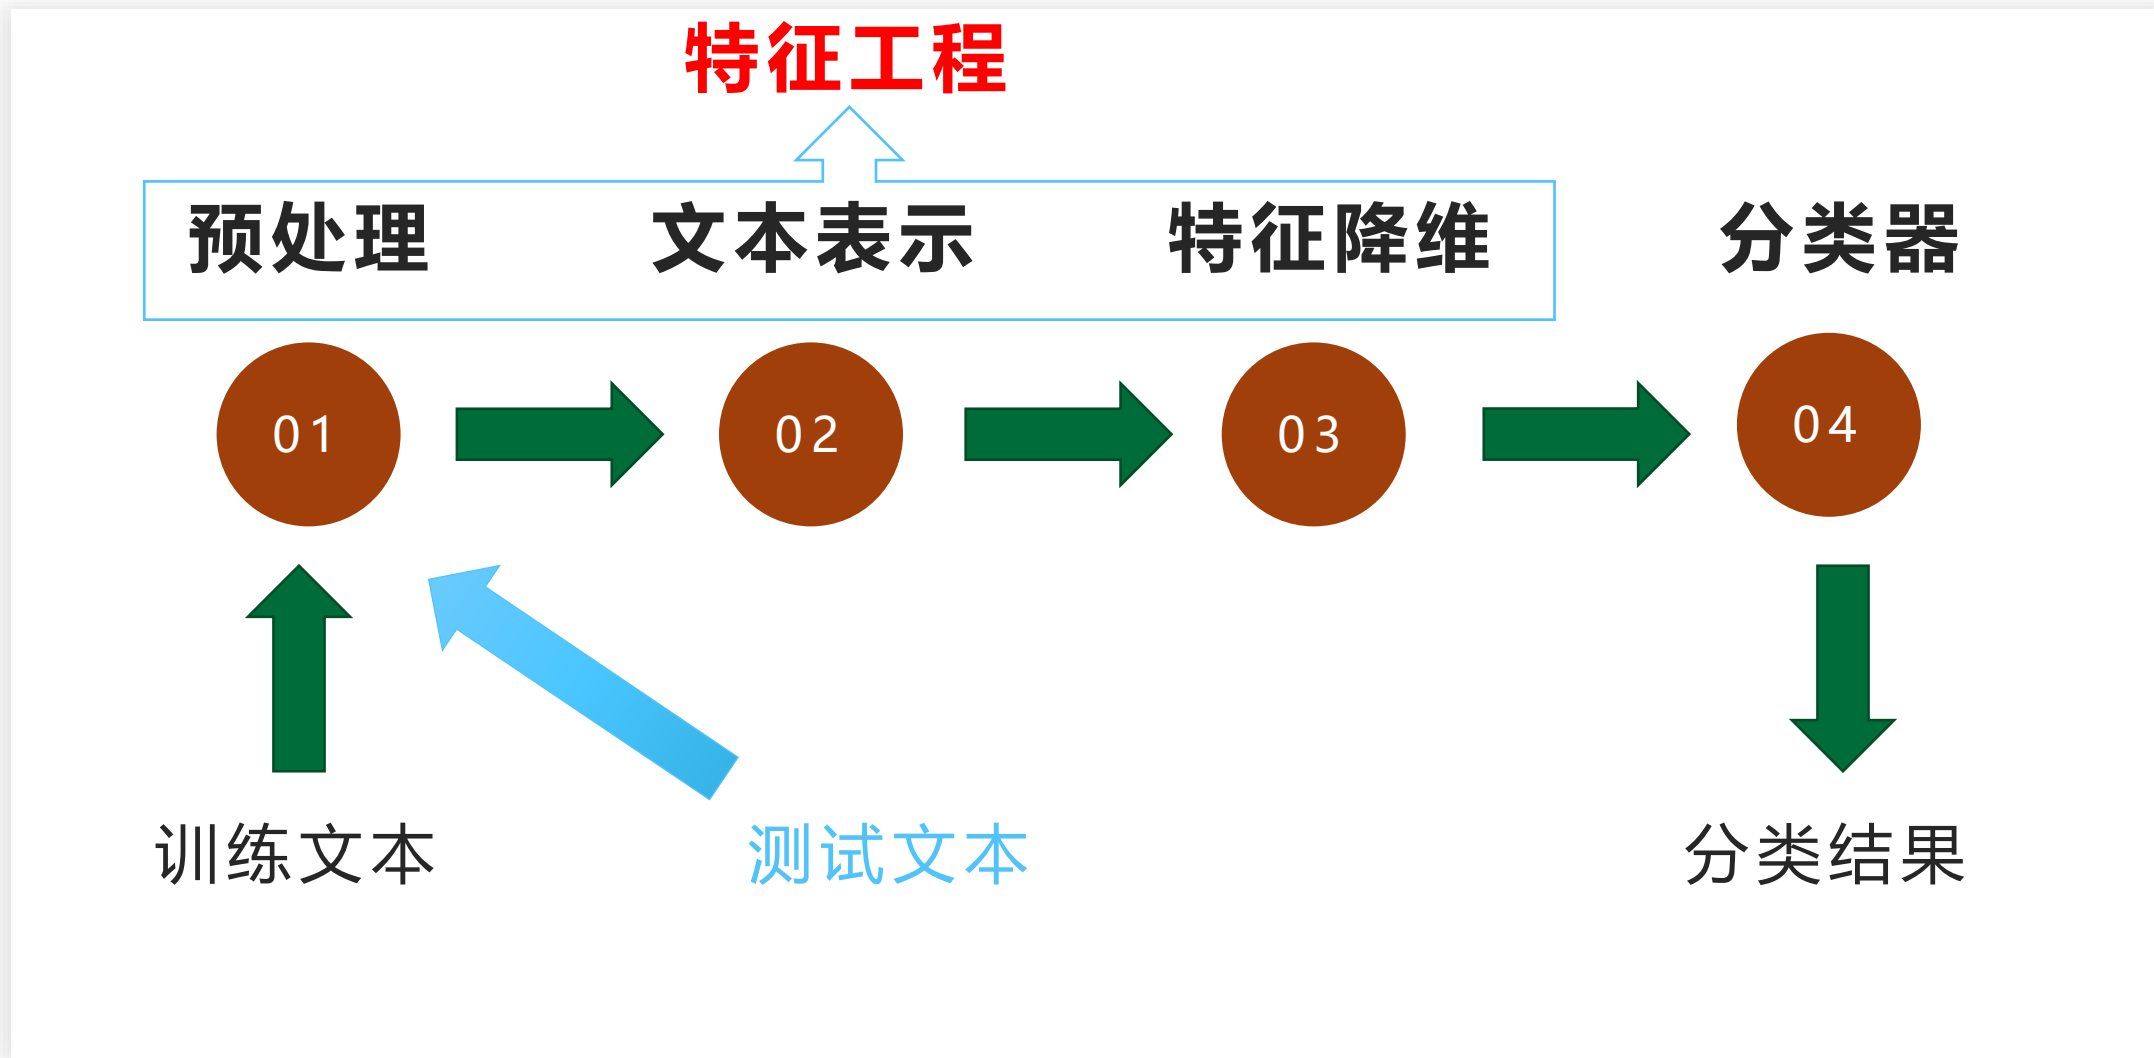 特征工程
预处理 文本表示 特征降维 分类器
01 02 03 04
训练文本 测试文本 分类结果